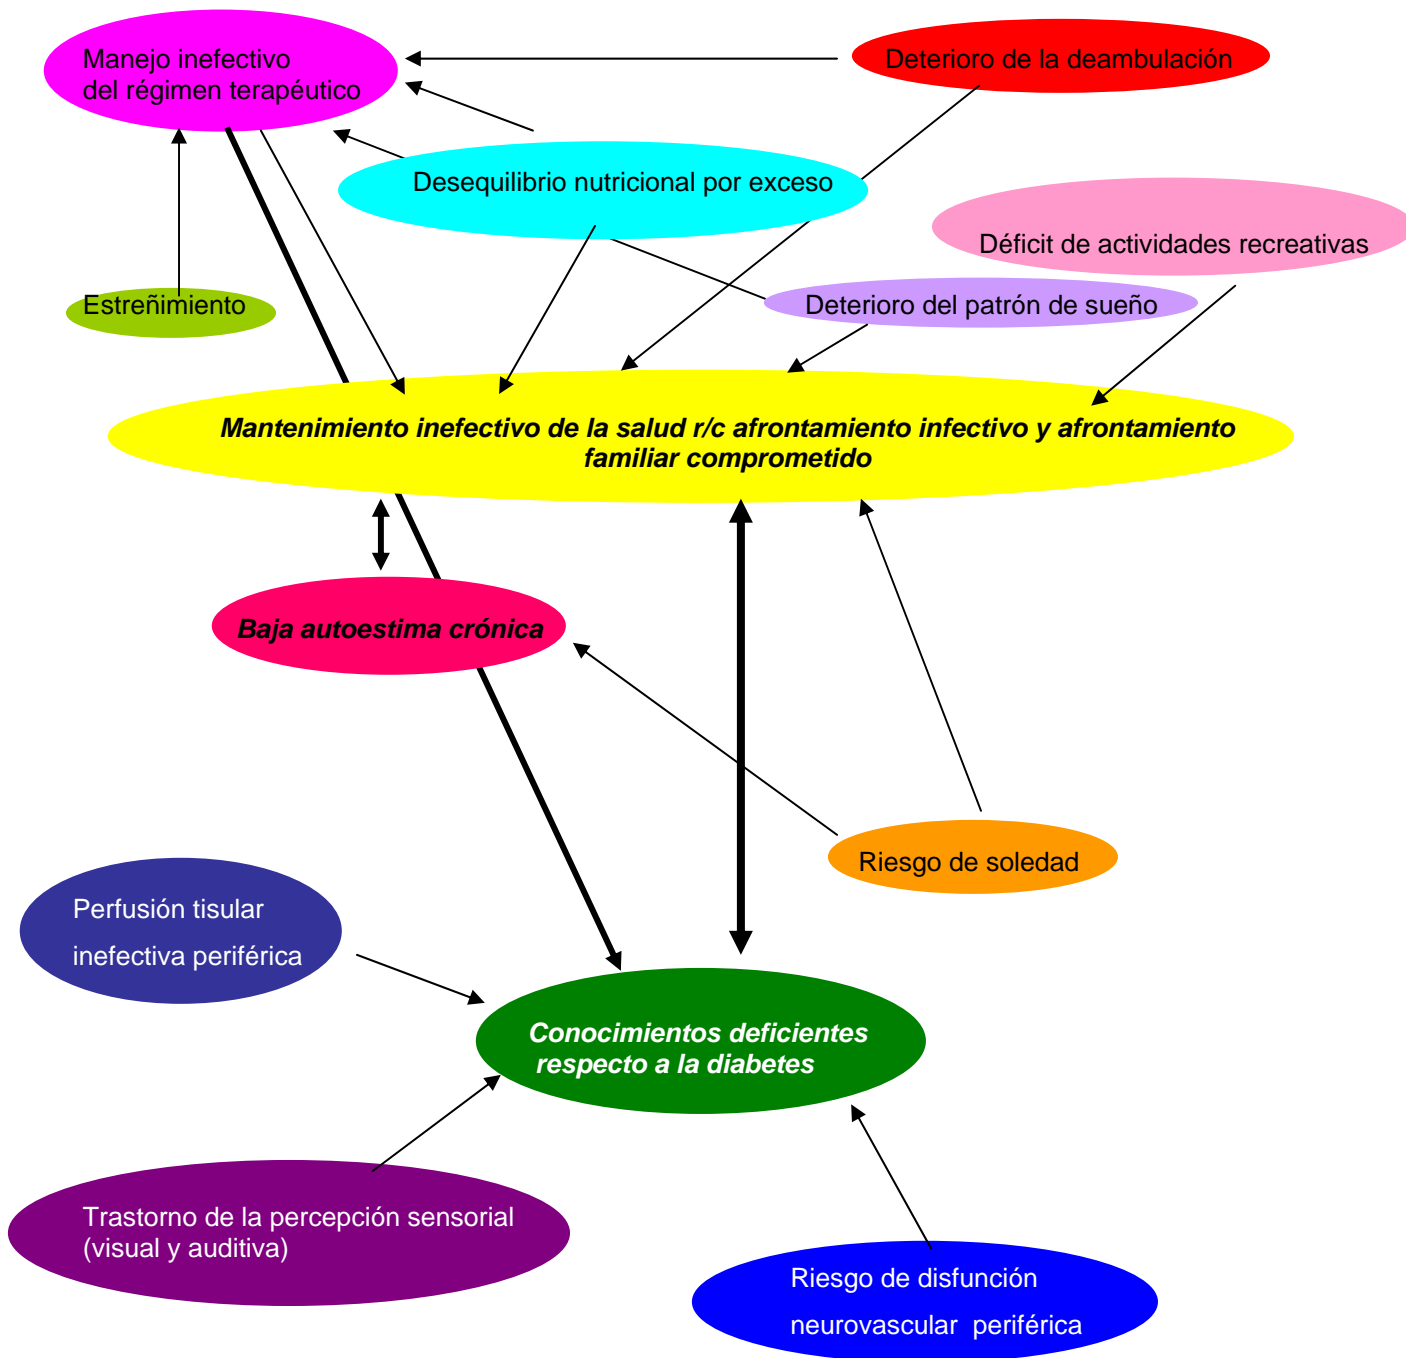 Manejo inefectivo
del régimen terapéutico
Deterioro de la deambulación
Desequilibrio nutricional por exceso
Déficit de actividades recreativas
Estreñimiento
Deterioro del patrón de sueño
Mantenimiento inefectivo de la salud r/c afrontamiento infectivo y afrontamiento
familiar comprometido
Baja autoestima crónica
Riesgo de soledad
Perfusión tisular
inefectiva periférica
Conocimientos deficientes
respecto a la diabetes
Trastorno de la percepción sensorial
(visual y auditiva)
Riesgo de disfunción
neurovascular periférica